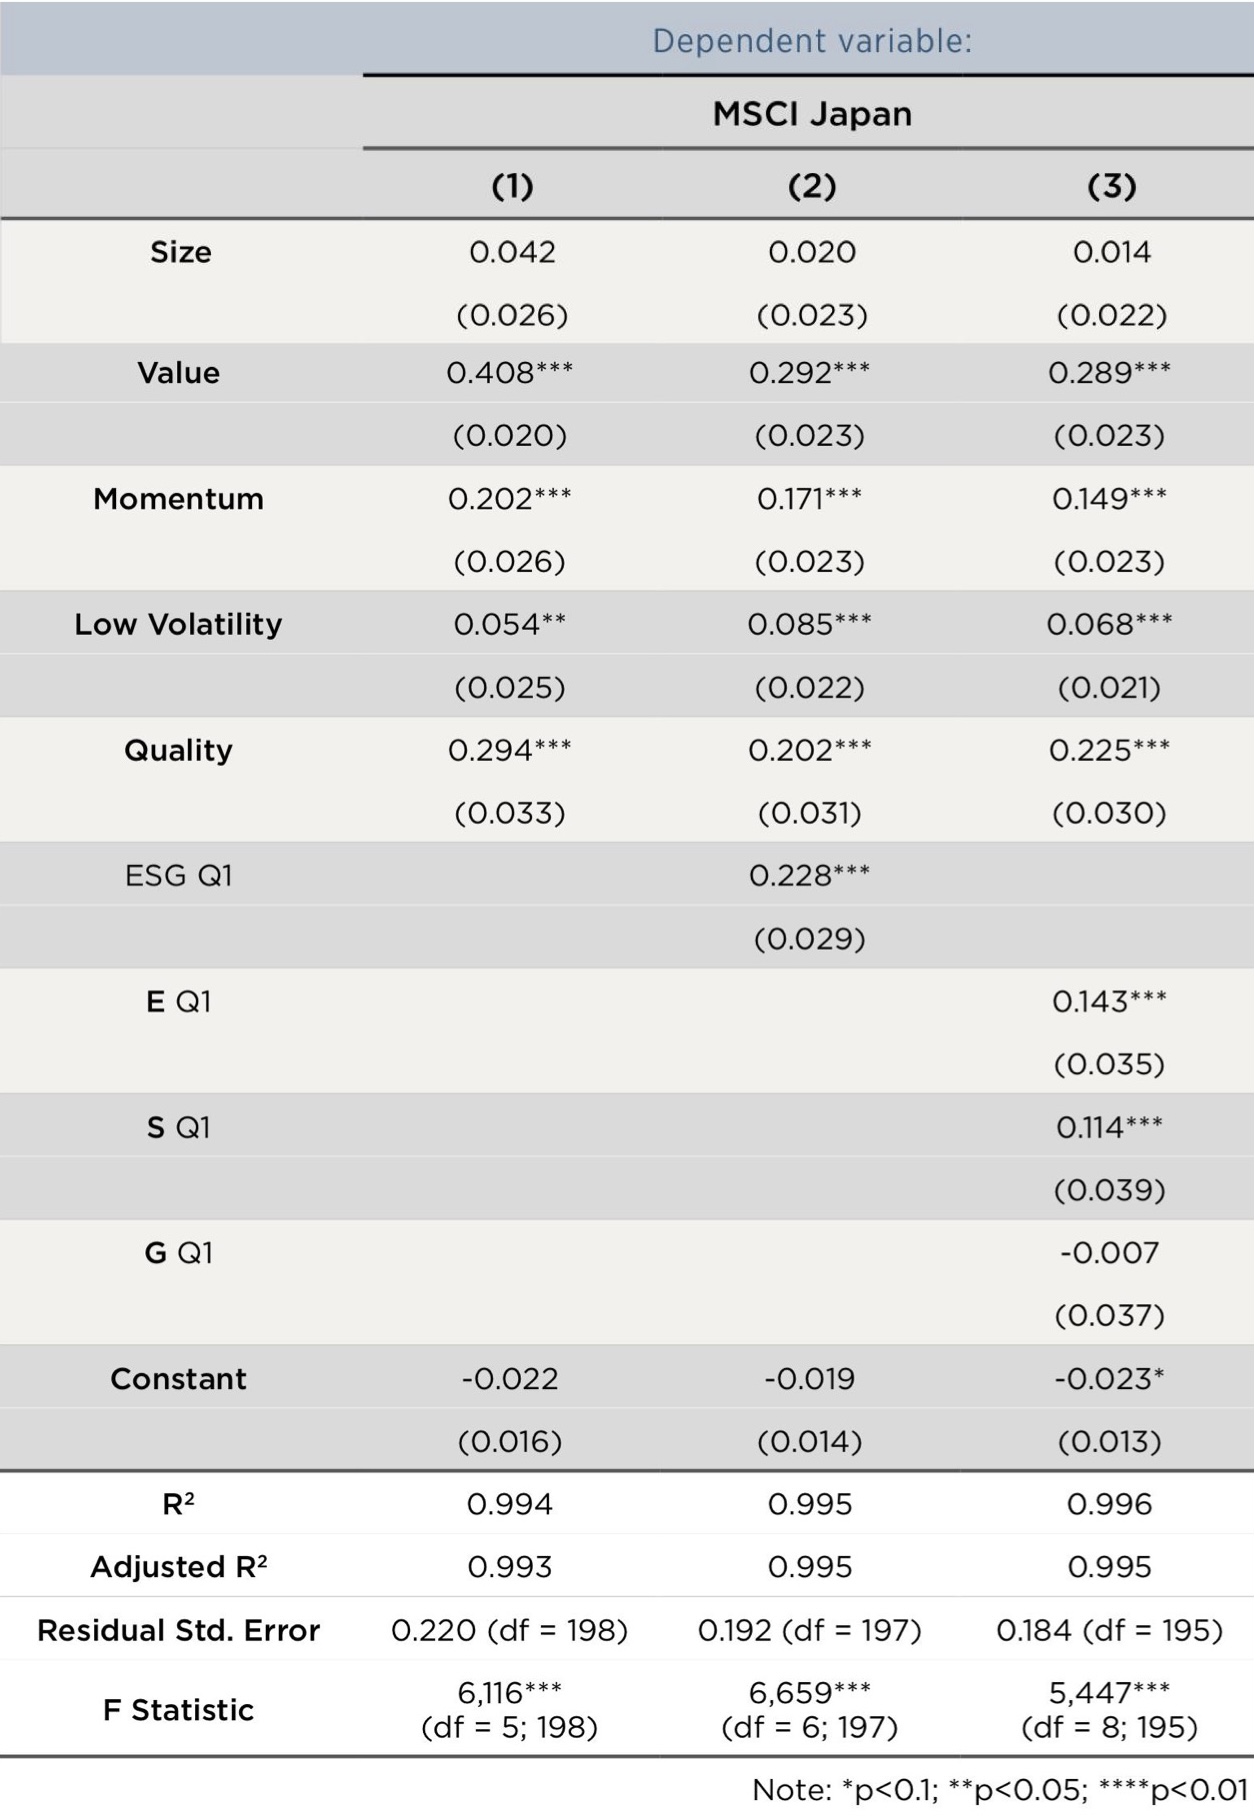 Dependent variable:
MSCI Japan
(1) (2) (3)
Size 0.042 0.020 0.014
(0.026) (0.023) (0.022)
Value 0.408*** 0.292*** 0.289***
(0.020) (0.023) (0.023)
Momentum 0.202*** 0.171*** 0.149***
(0.026) (0.023) (0.023)
Low Volatility 0.054** 0.085*** 0.068***
(0.025) (0.022) (0.021)
Quality 0.294*** 0.202*** 0.225***
(0.033) (0.031) (0.030)
ESG Q1 0.228***
(0.029)
E Q1 0.143***
(0.035)
S Q1 0.114***
(0.039)
G Q1 -0.007
(0.037)
Constant -0.022 -0.019 -0.023*
(0.016) (0.014) (0.013)
R² 0.994 0.995 0.996
Adjusted R² 0.993 0.995 0.995
Residual Std. Error 0.220 (df = 198) 0.192 (df = 197) 0.184 (df = 195)
F Statistic 6,116*** 6,659*** 5,447***
(df = 5; 198) (df = 6; 197) (df = 8; 195)
Note: *p<0.1; **p<0.05; ****p<0.01